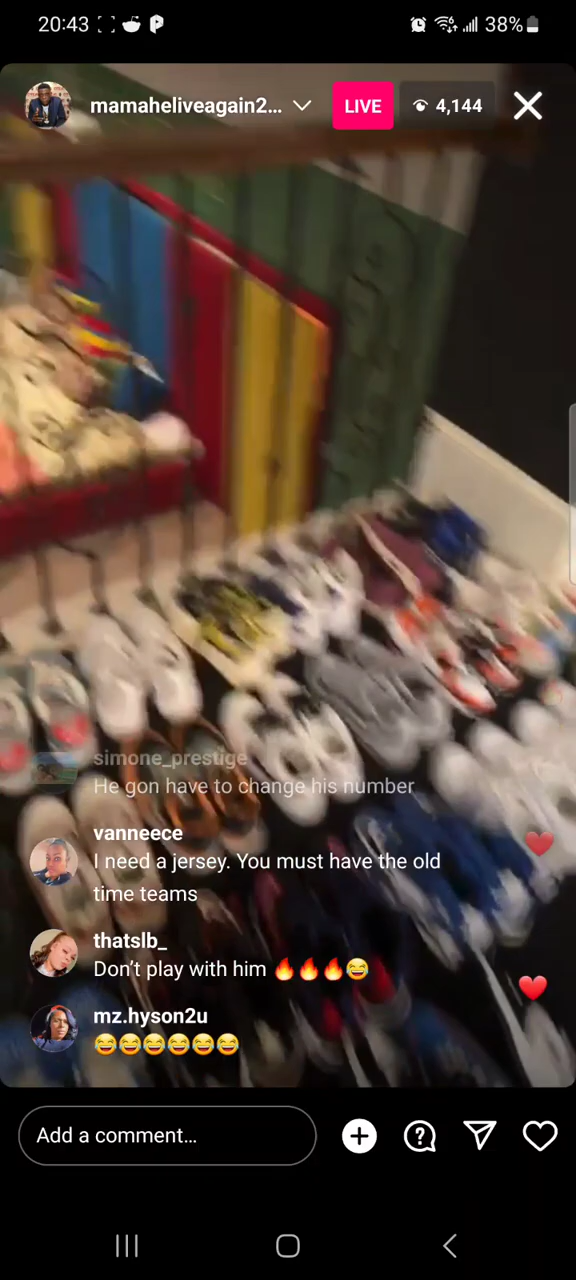 20:43
38%
mamaheliveagain2...
LIVE
4,144
simone_prestige
He gon have to change his number
vanneece
I need a jersey. You must have the old
time teams
thatslb_
Don't play with him 🔥🔥🔥😂
mz.hyson2u
😂😂😂😂😂😂
Add a comment...